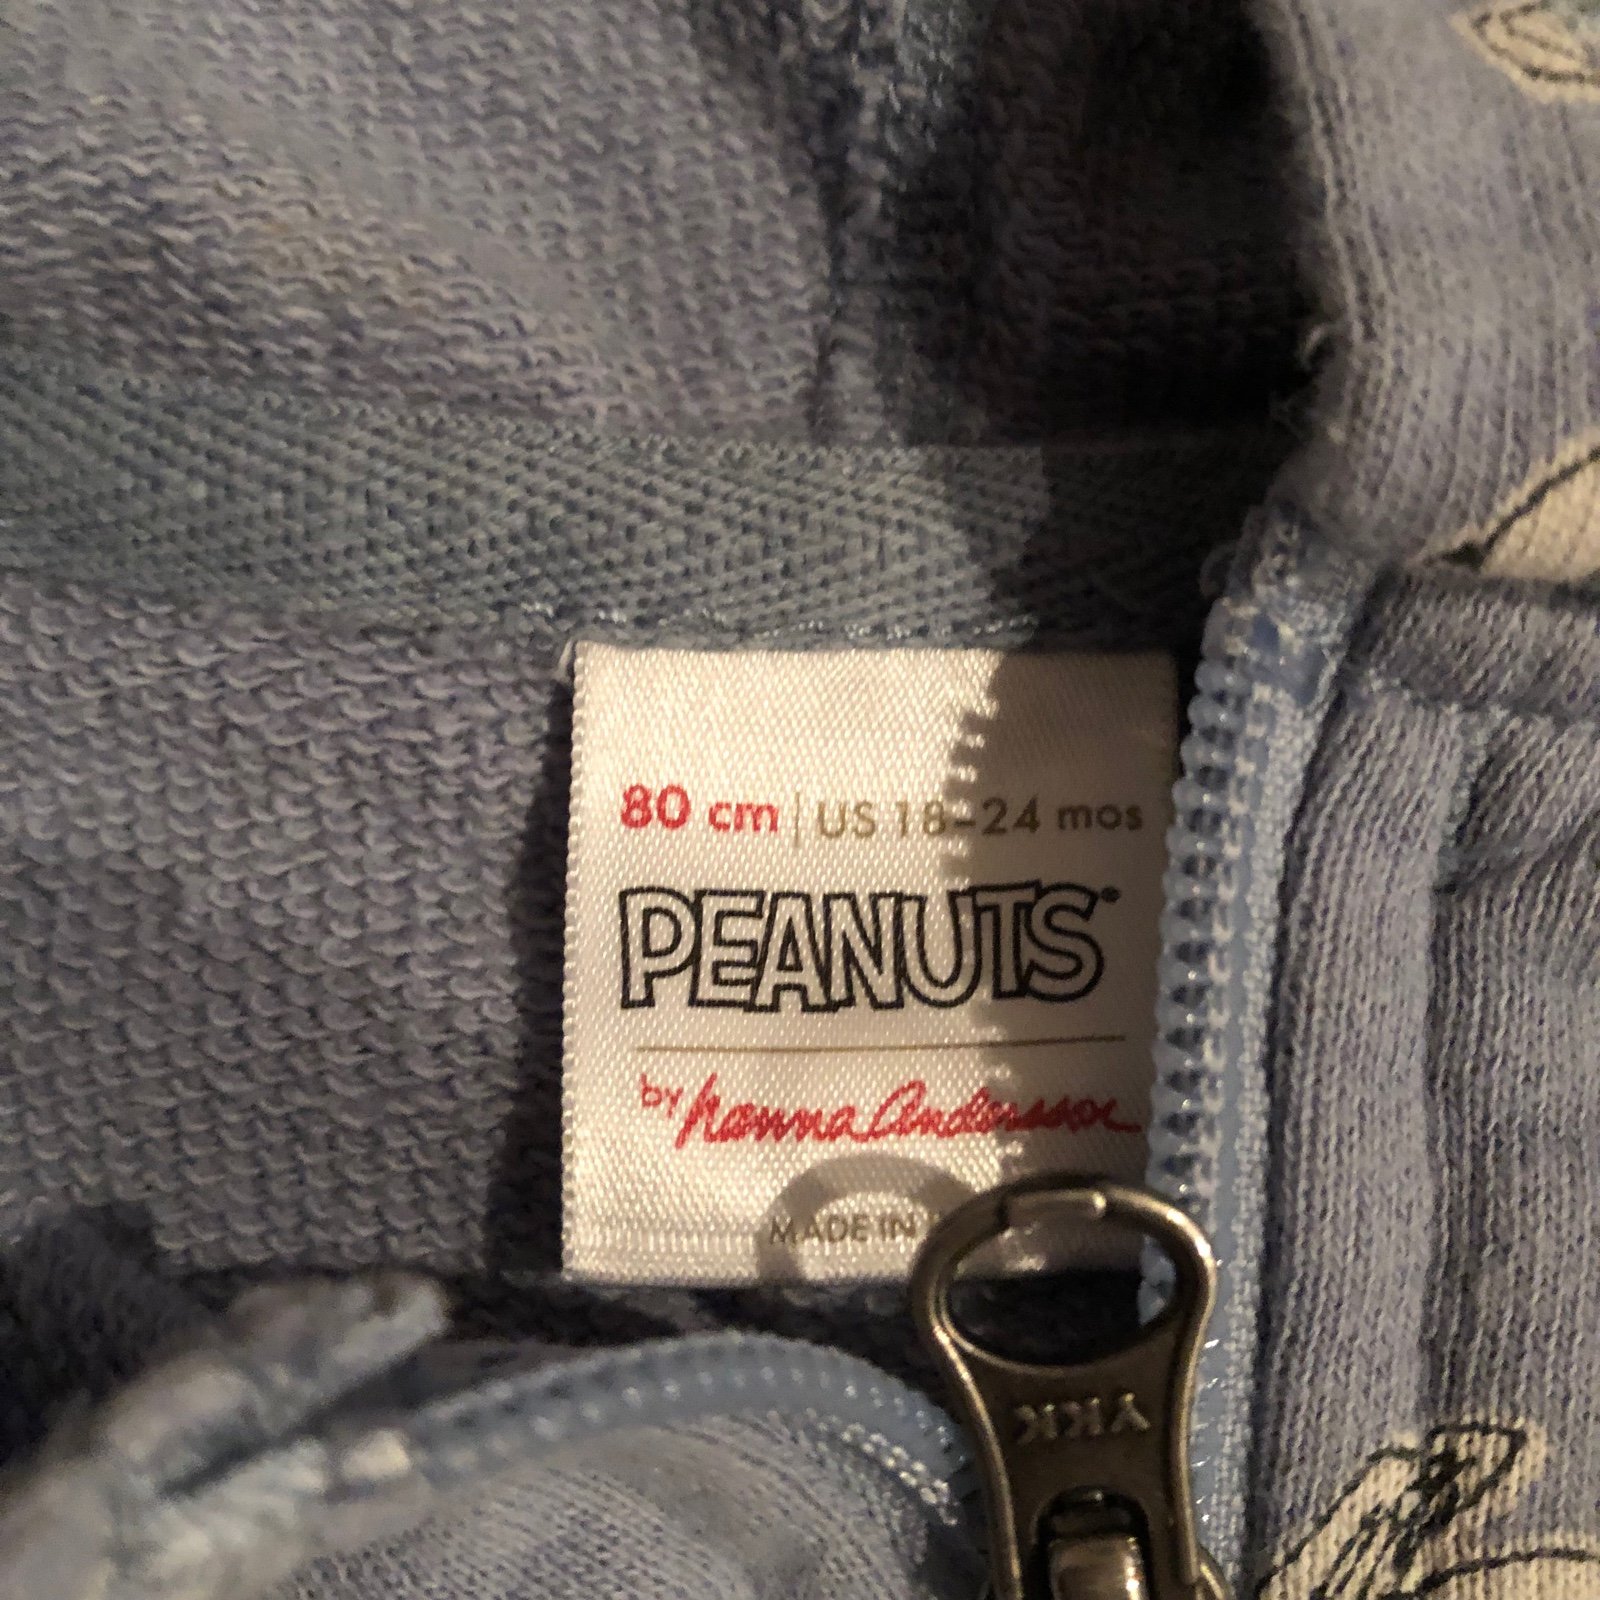 80 cm | US 18-24 mos
PEANUTS®
by hanna andersson
MADE IN
YKK